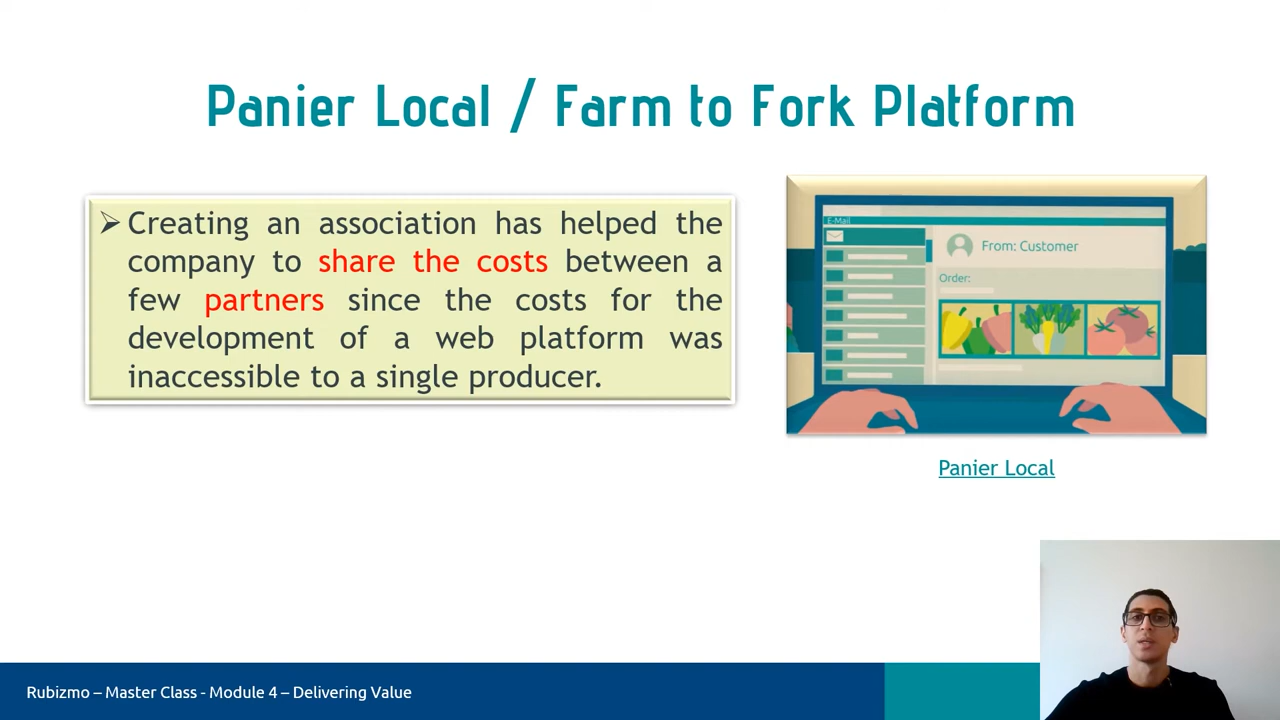 Panier Local / Farm to Fork Platform
➢ Creating an association has helped the
company to share the costs between a
few partners since the costs for the
development of a web platform was
inaccessible to a single producer.
E-Mail
From: Customer
Order:
Panier Local
Rubizmo – Master Class - Module 4 – Delivering Value